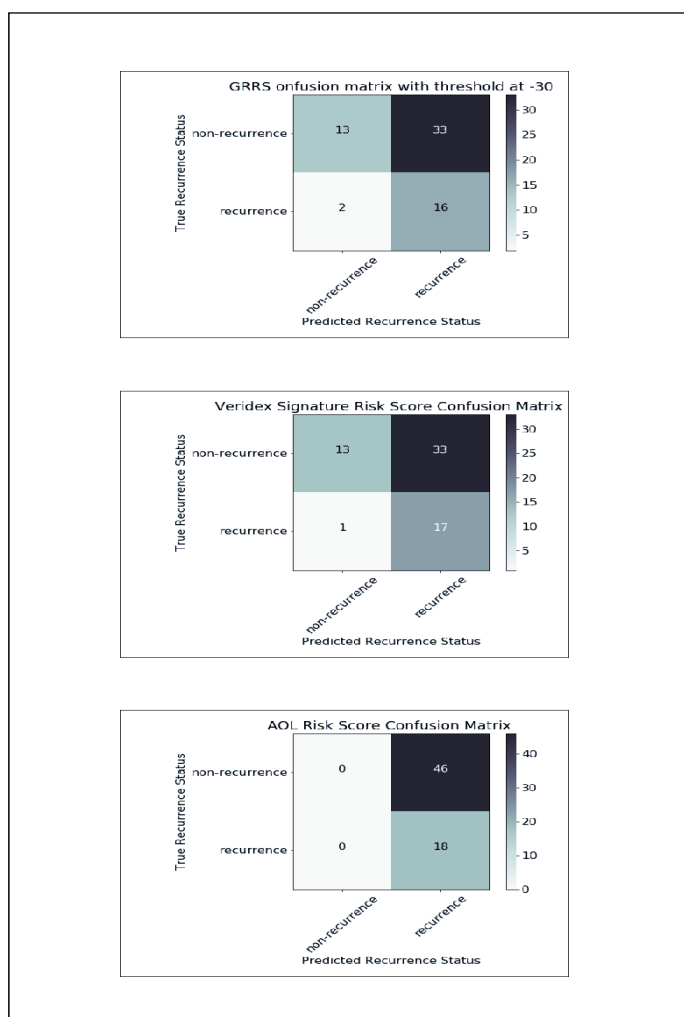 GRRS onfusion matrix with threshold at -30
True Recurrence Status
non-recurrence
13
33
recurrence
2
16
30
25
20
15
10
5
non-recurrence
recurrence
Predicted Recurrence Status
Veridex Signature Risk Score Confusion Matrix
True Recurrence Status
non-recurrence
13
33
recurrence
1
17
30
25
20
15
10
5
non-recurrence
recurrence
Predicted Recurrence Status
AOL Risk Score Confusion Matrix
True Recurrence Status
non-recurrence
0
46
recurrence
0
18
40
30
20
10
0
non-recurrence
recurrence
Predicted Recurrence Status